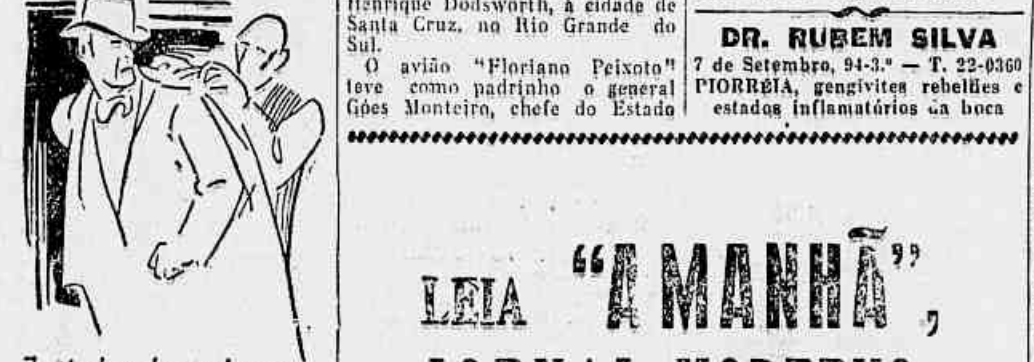 Henrique Dodsworth, à cidade de
Santa Cruz, no Rio Grande do
Sul.
O avião "Floriano Peixoto"
teve como padrinho o general
Góes Monteiro, chefe do Estado
DR. RUBEM SILVA
7 de Setembro, 94-3.º — T. 22-0360
PIORRÉIA, gengivites rebeldes e
estados inflamatórios da boca
LEIA "A MANHÃ",